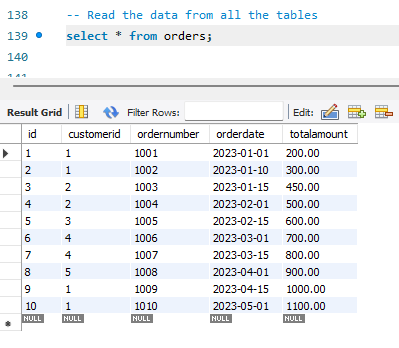 138 -- Read the data from all the tables
139 select * from orders;
140
Result Grid Filter Rows: Edit:
id customerid ordernumber orderdate totalamount
1 1 1001 2023-01-01 200.00
2 1 1002 2023-01-10 300.00
3 2 1003 2023-01-15 450.00
4 2 1004 2023-02-01 500.00
5 3 1005 2023-02-15 600.00
6 4 1006 2023-03-01 700.00
7 4 1007 2023-03-15 800.00
8 5 1008 2023-04-01 900.00
9 1 1009 2023-04-15 1000.00
10 1 1010 2023-05-01 1100.00
NULL NULL NULL NULL NULL